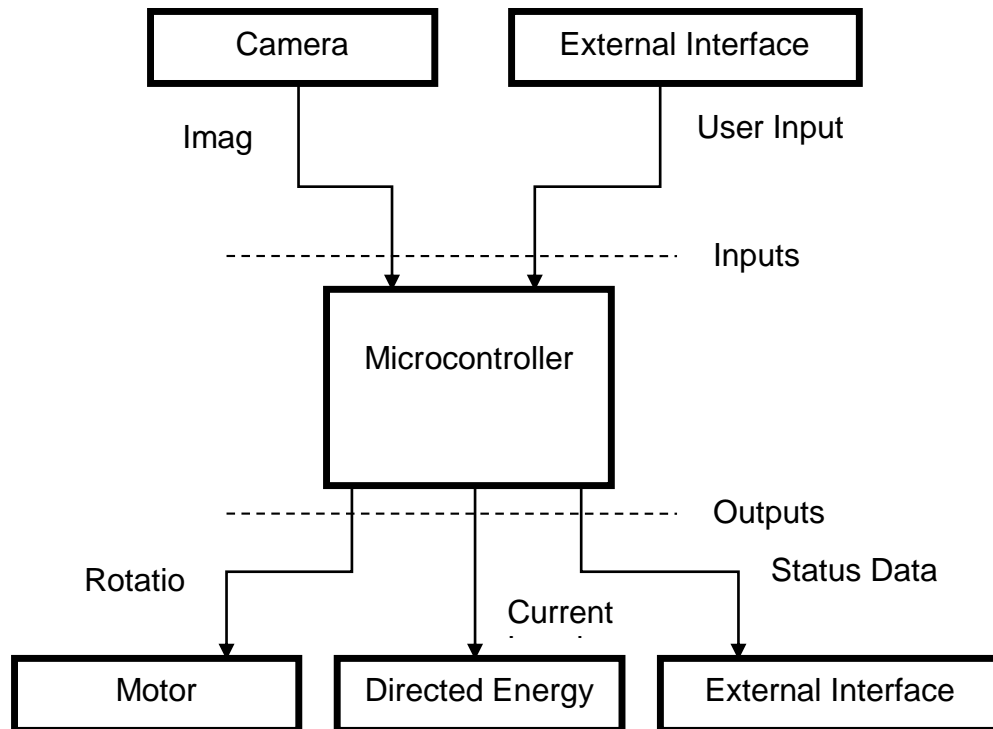 Camera
External Interface
Imag
User Input
Inputs
Microcontroller
Outputs
Rotatio
Status Data
Current
Motor
Directed Energy
External Interface